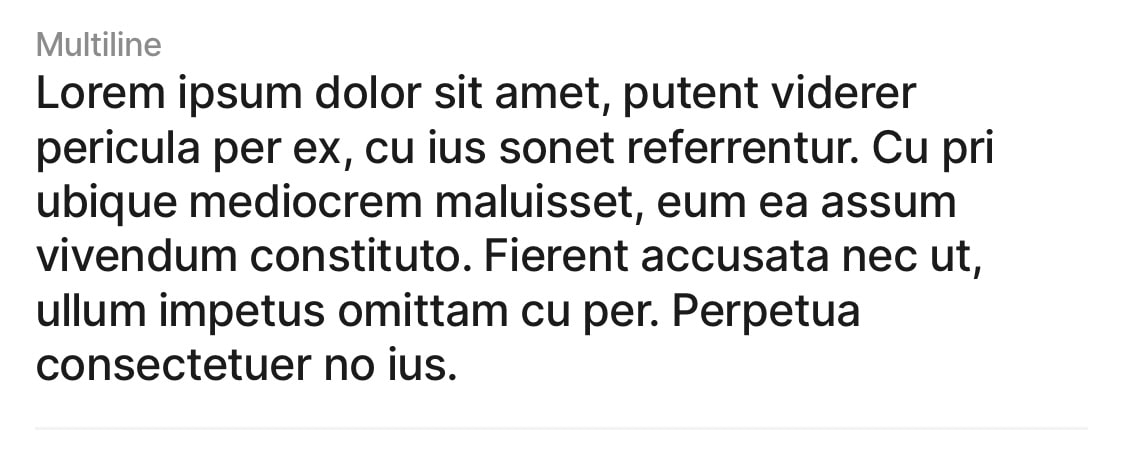 Multiline
Lorem ipsum dolor sit amet, putent viderer
pericula per ex, cu ius sonet referrentur. Cu pri
ubique mediocrem maluisset, eum ea assum
vivendum constituto. Fierent accusata nec ut,
ullum impetus omittam cu per. Perpetua
consectetuer no ius.